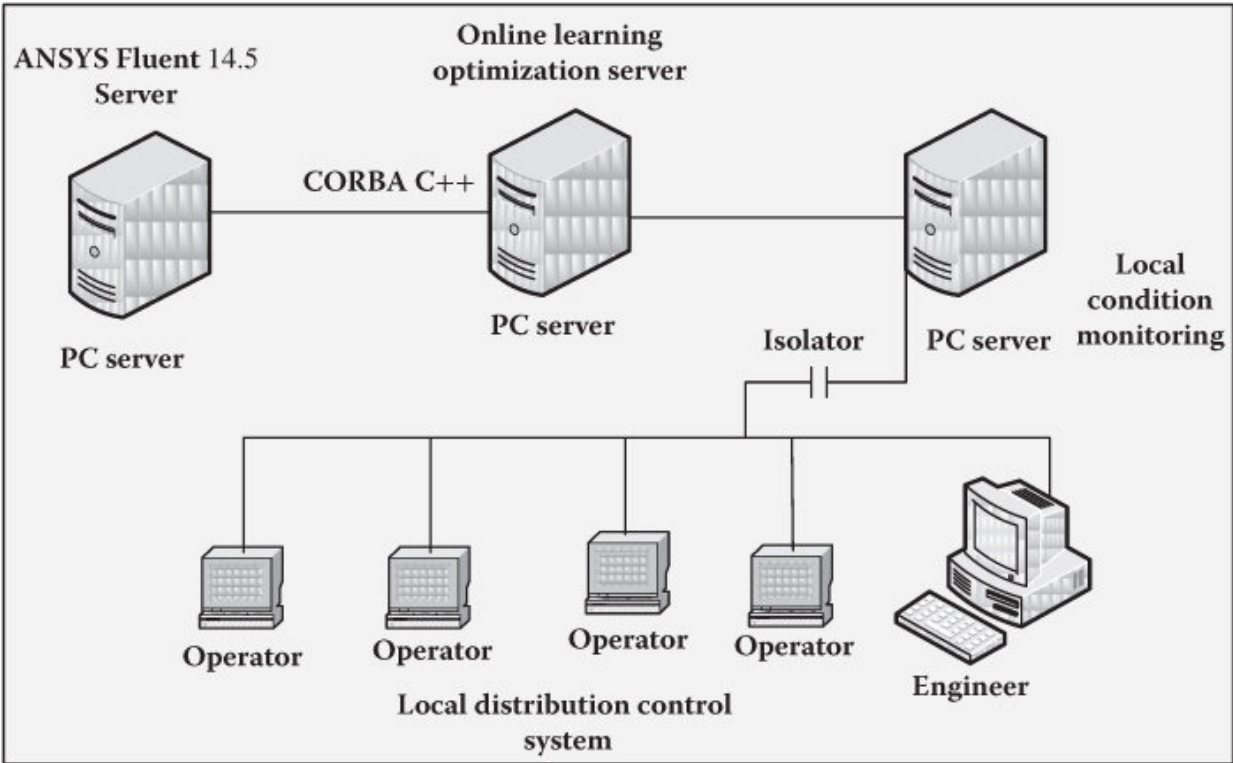 ANSYS Fluent 14.5
Server
Online learning
optimization server
CORBA C++
PC server
PC server
PC server
Local
condition
monitoring
Isolator
Operator
Operator
Operator
Operator
Engineer
Local distribution control
system